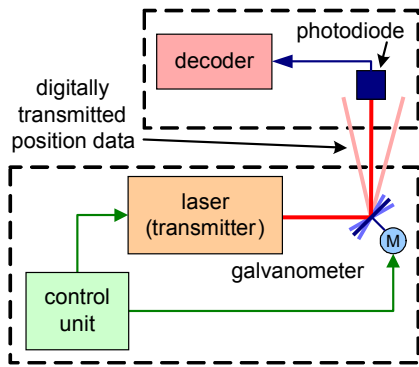 photodiode
decoder
digitally
transmitted
position data
laser
(transmitter)
M
galvanometer
control
unit